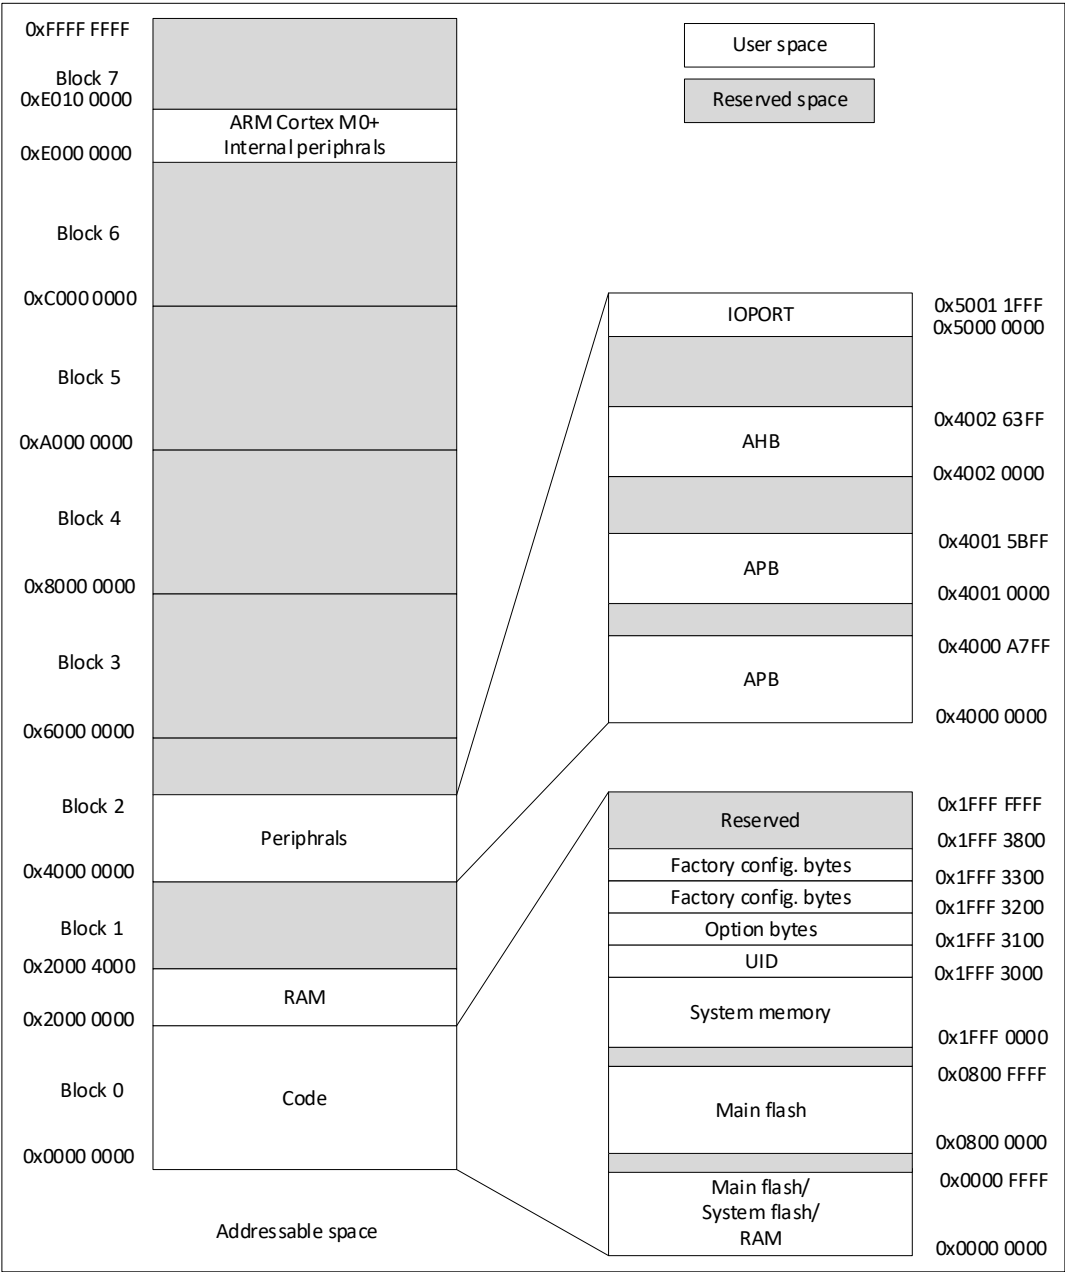 0xFFFF FFFF
Block 7
0xE010 0000
ARM Cortex M0+
Internal periphrals
0xE000 0000
Block 6
0xC000 0000
Block 5
0xA000 0000
Block 4
0x8000 0000
Block 3
0x6000 0000
Block 2
Periphrals
0x4000 0000
Block 1
0x2000 4000
RAM
0x2000 0000
Block 0
Code
0x0000 0000
Addressable space
User space
Reserved space
IOPORT
0x5001 1FFF
0x5000 0000
0x4002 63FF
AHB
0x4002 0000
0x4001 5BFF
APB
0x4001 0000
0x4000 A7FF
APB
0x4000 0000
0x1FFF FFFF
Reserved
0x1FFF 3800
Factory config. bytes
0x1FFF 3300
Factory config. bytes
0x1FFF 3200
Option bytes
0x1FFF 3100
UID
0x1FFF 3000
System memory
0x1FFF 0000
0x0800 FFFF
Main flash
0x0800 0000
0x0000 FFFF
Main flash/
System flash/
RAM
0x0000 0000